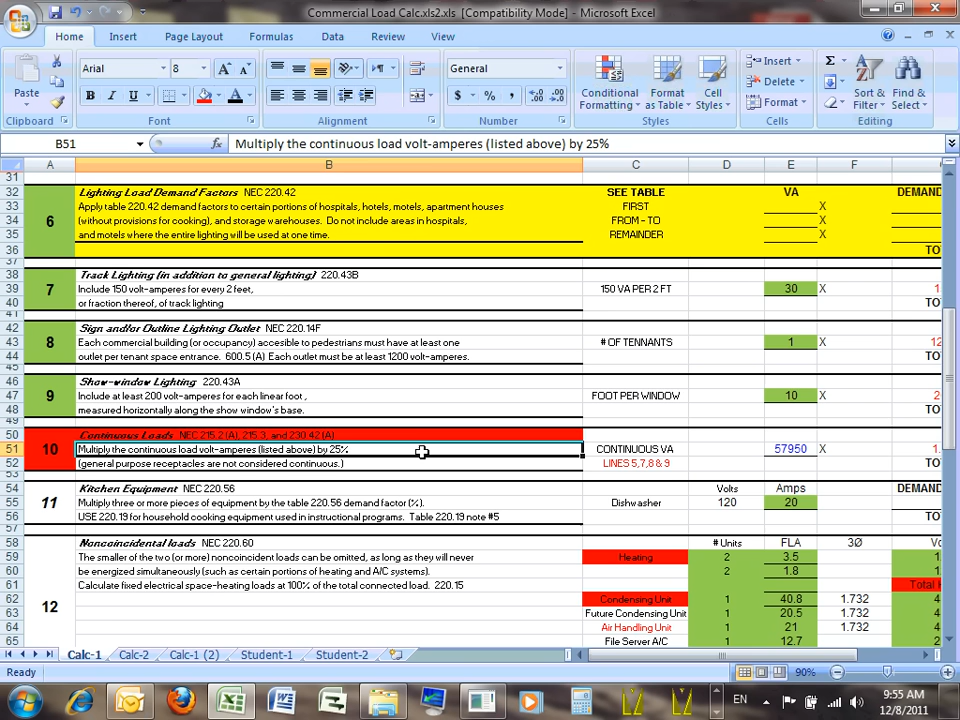 Commercial Load Calc.xls2.xls [Compatibility Mode] - Microsoft Excel
Home Insert Page Layout Formulas Data Review View
Paste Arial 8 General Conditional Formatting Format as Table Cell Styles Insert Delete Format Sort & Filter Find & Select
B I U A $ % ,
Clipboard Font Alignment Number Styles Cells Editing
B51 fx Multiply the continuous load volt-amperes (listed above) by 25%
A B C D E F
31
32 Lighting Load Demand Factors NEC 220.42 SEE TABLE VA DEMAN
33 Apply table 220.42 demand factors to certain portions of hospitals, hotels, motels, apartment houses FIRST X
34 6 (without provisions for cooking), and storage warehouses. Do not include areas in hospitals, FROM - TO X
35 and motels where the entire lighting will be used at one time. REMAINDER X
36 TO
37
38 Track Lighting (in addition to general lighting) 220.43B
39 7 Include 150 volt-amperes for every 2 feet, 150 VA PER 2 FT 30 X 1
40 or fraction thereof, of track lighting TO
41
42 Sign and/or Outline Lighting Outlet NEC 220.14F
43 8 Each commercial building (or occupancy) accesible to pedestrians must have at least one # OF TENNANTS 1 X 12
44 outlet per tenant space entrance. 600.5 (A) Each outlet must be at least 1200 volt-amperes. TO
45
46 Show-window Lighting 220.43A
47 9 Include at least 200 volt-amperes for each linear foot , FOOT PER WINDOW 10 X 2
48 measured horizontally along the show window's base. TO
49
50 Continuous Loads NEC 215.2 (A), 215.3, and 230.42 (A)
51 10 Multiply the continuous load volt-amperes (listed above) by 25% CONTINUOUS VA 57950 X 1.
52 (general purpose receptacles are not considered continuous.) LINES 5,7,8 & 9 TO
53
54 Kitchen Equipment NEC 220.56 Volts Amps DEMAN
55 11 Multiply three or more pieces of equipment by the table 220.56 demand factor (%). Dishwasher 120 20
56 USE 220.19 for household cooking equipment used in instructional programs. Table 220.19 note #5 TO
57
58 Noncoincidental loads NEC 220.60 # Units FLA 3Ø Vo
59 The smaller of the two (or more) noncoincident loads can be omitted, as long as they will never Heating 2 3.5 1
60 be energized simultaneously (such as certain portions of heating and A/C systems). 2 1.8 1
61 Calculate fixed electrical space-heating loads at 100% of the total connected load. 220.15 Total H
62 12 Condensing Unit 1 40.8 1.732 4
63 Future Condensing Unit 1 20.5 1.732 4
64 Air Handling Unit 1 21 1.732 4
65 File Server A/C 1 12.7
Calc-1 Calc-2 Calc-1 (2) Student-1 Student-2
Ready 90%
EN 9:55 AM
12/8/2011